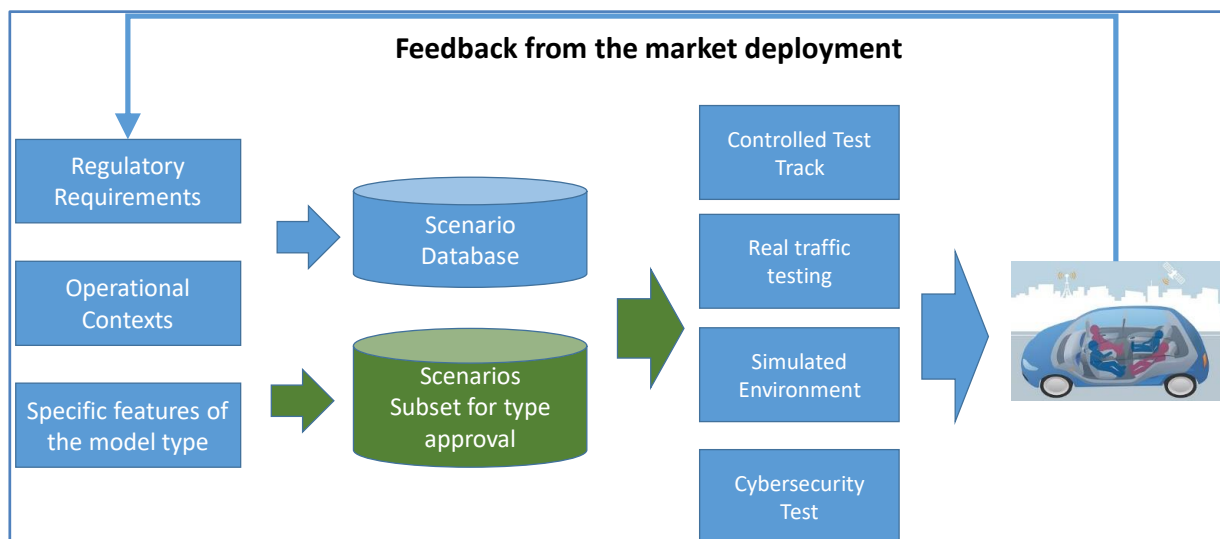 Feedback from the market deployment
Regulatory
Requirements
Operational
Contexts
Specific features of
the model type
Scenario
Database
Scenarios
Subset for type
approval
Controlled Test
Track
Real traffic
testing
Simulated
Environment
Cybersecurity
Test